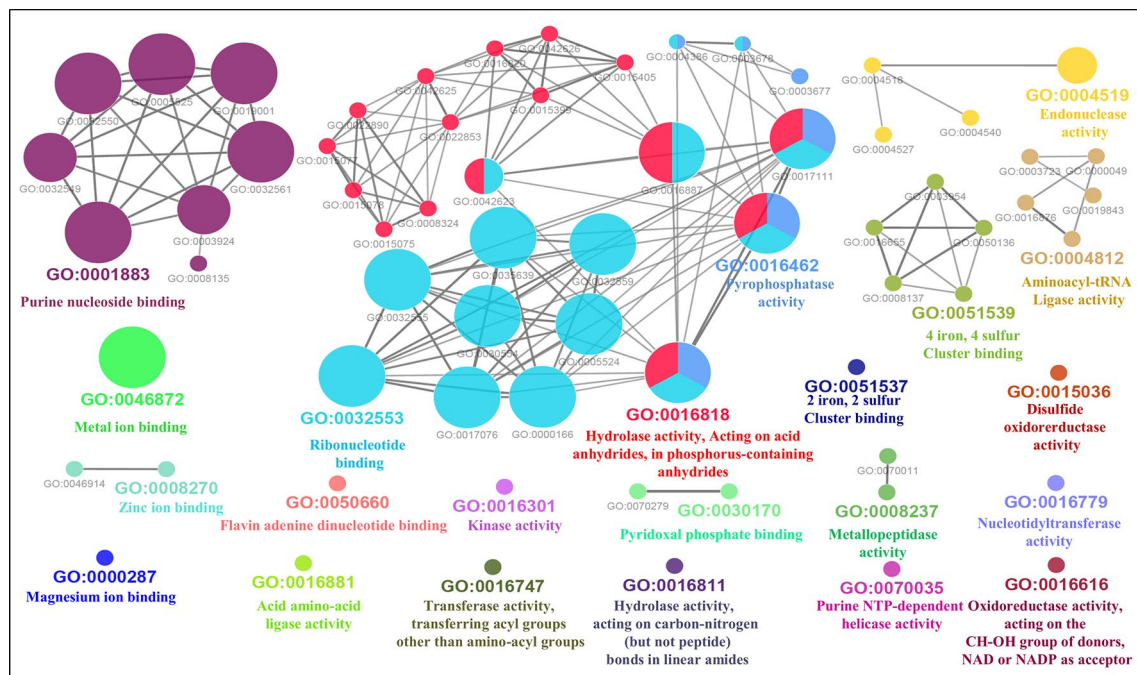 GO:0032550
GO:0005525
GO:0019001
GO:0032549
GO:0032561
GO:0003924
GO:0008135
GO:0001883
Purine nucleoside binding
GO:0042626
GO:0016820
GO:0015405
GO:0042625
GO:0015399
GO:0022890
GO:0022853
GO:0015077
GO:0015078
GO:0008324
GO:0015075
GO:0042623
GO:0016887
GO:0004386
GO:0003678
GO:0003677
GO:0017111
GO:0016462
Pyrophosphatase
activity
GO:0004518
GO:0004519
Endonuclease
activity
GO:0004540
GO:0004527
GO:0003723
GO:0000049
GO:0016876
GO:0019843
GO:0004812
Aminoacyl-tRNA
Ligase activity
GO:0003954
GO:0016655
GO:0050136
GO:0008137
GO:0051539
4 iron, 4 sulfur
Cluster binding
GO:0035639
GO:0032559
GO:0032555
GO:0030554
GO:0005524
GO:0032553
Ribonucleotide
binding
GO:0017076
GO:0000166
GO:0016818
Hydrolase activity, Acting on acid
anhydrides, in phosphorus-containing
anhydrides
GO:0046872
Metal ion binding
GO:0051537
2 iron, 2 sulfur
Cluster binding
GO:0015036
Disulfide
oxidorerductase
activity
GO:0046914
GO:0008270
Zinc ion binding
GO:0050660
Flavin adenine dinucleotide binding
GO:0016301
Kinase activity
GO:0070279
GO:0030170
Pyridoxal phosphate binding
GO:0070011
GO:0008237
Metallopeptidase
activity
GO:0016779
Nucleotidyltransferase
activity
GO:0000287
Magnesium ion binding
GO:0016881
Acid amino-acid
ligase activity
GO:0016747
Transferase activity,
transferring acyl groups
other than amino-acyl groups
GO:0016811
Hydrolase activity,
acting on carbon-nitrogen
(but not peptide)
bonds in linear amides
GO:0070035
Purine NTP-dependent
helicase activity
GO:0016616
Oxidoreductase activity,
acting on the
CH-OH group of donors,
NAD or NADP as acceptor